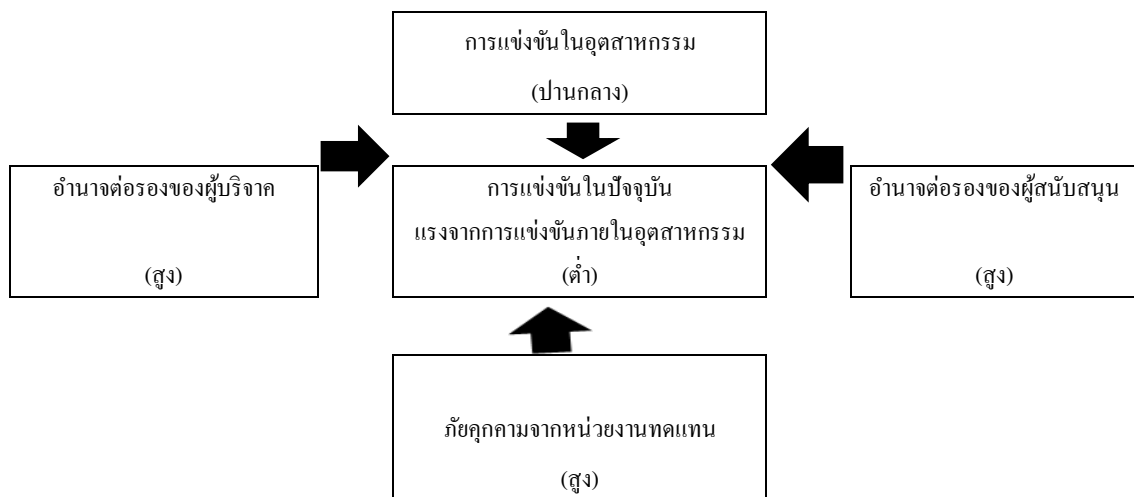 การแข่งขันในอุตสาหกรรม
(ปานกลาง)
อำนาจต่อรองของผู้บริจาค
(สูง)
การแข่งขันในปัจจุบัน
แรงจากการแข่งขันภายในอุตสาหกรรม
(ต่ำ)
อำนาจต่อรองของผู้สนับสนุน
(สูง)
ภัยคุกคามจากหน่วยงานทดแทน
(สูง)